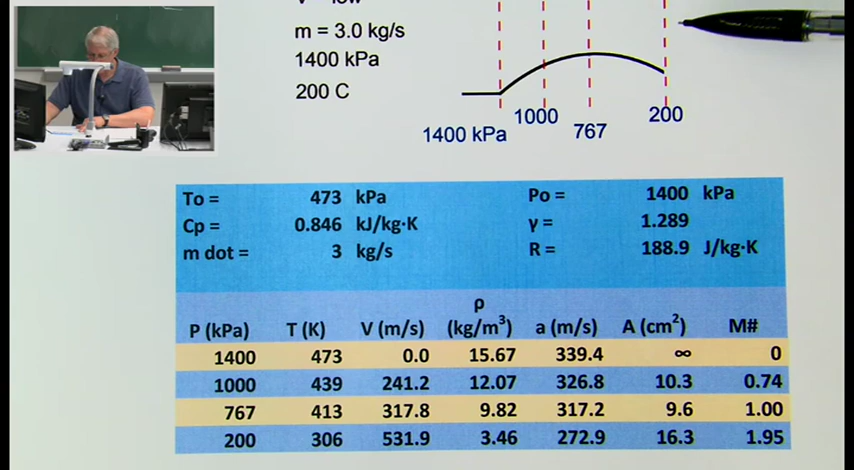 m = 3.0 kg/s
1400 kPa
200 C
1400 kPa 1000 767 200
To = 473 kPa Po = 1400 kPa
Cp = 0.846 kJ/kg·K γ = 1.289
m dot = 3 kg/s R = 188.9 J/kg·K
P (kPa) T (K) V (m/s) ρ (kg/m³) a (m/s) A (cm²) M#
1400 473 0.0 15.67 339.4 ∞ 0
1000 439 241.2 12.07 326.8 10.3 0.74
767 413 317.8 9.82 317.2 9.6 1.00
200 306 531.9 3.46 272.9 16.3 1.95